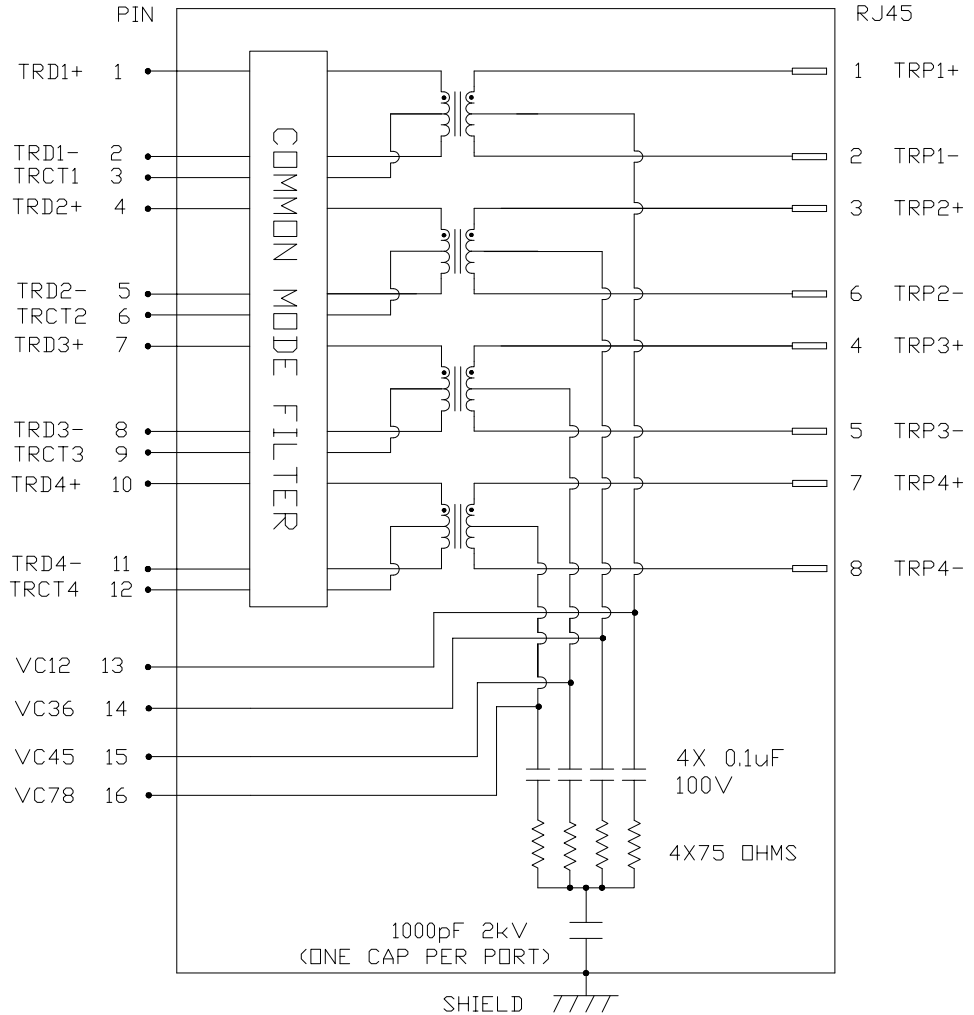 PIN RJ45
TRD1+ 1 1 TRP1+
TRD1- 2 2 TRP1-
TRCT1 3
TRD2+ 4 3 TRP2+
TRD2- 5 6 TRP2-
TRCT2 6
TRD3+ 7 4 TRP3+
TRD3- 8 5 TRP3-
TRCT3 9
TRD4+ 10 7 TRP4+
TRD4- 11 8 TRP4-
TRCT4 12
COMMON MODE FILTER
VC12 13
VC36 14
VC45 15
VC78 16
4X 0.1uF
100V
4X75 OHMS
1000pF 2kV
(ONE CAP PER PORT)
SHIELD